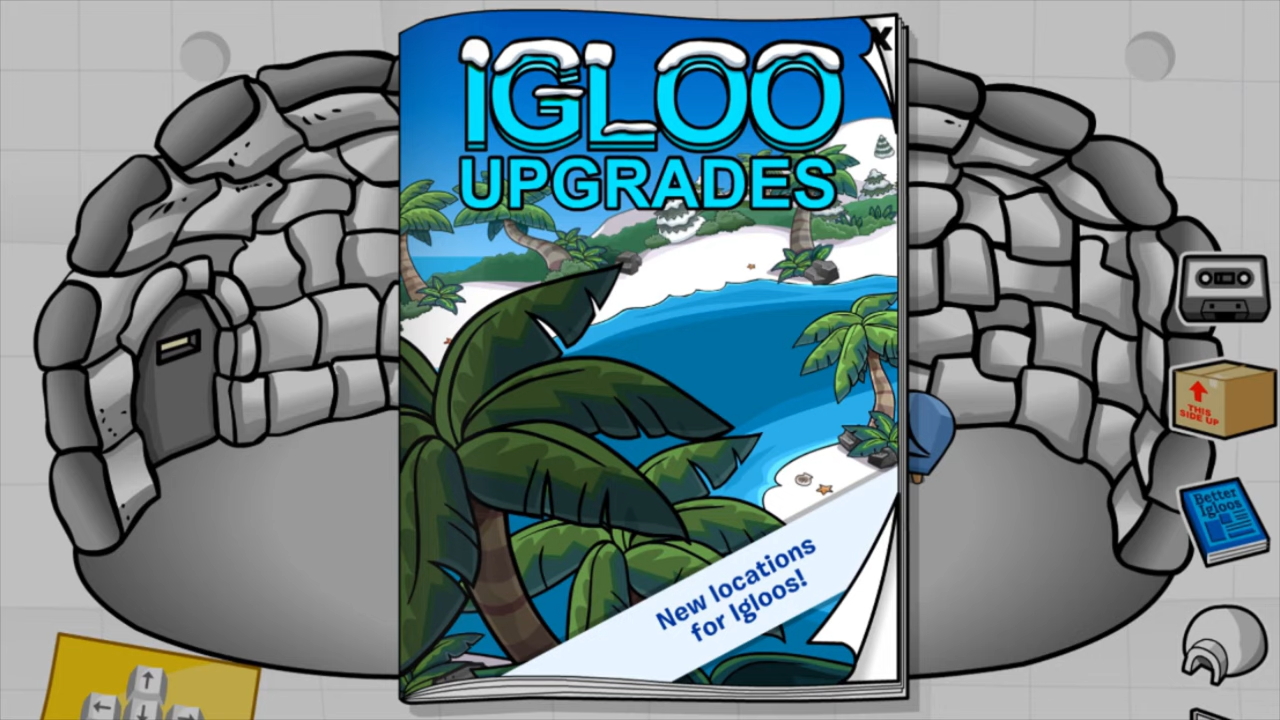 IGLOO
UPGRADES
X
THIS
SIDE UP
Better
Igloos
New locations
for Igloos!